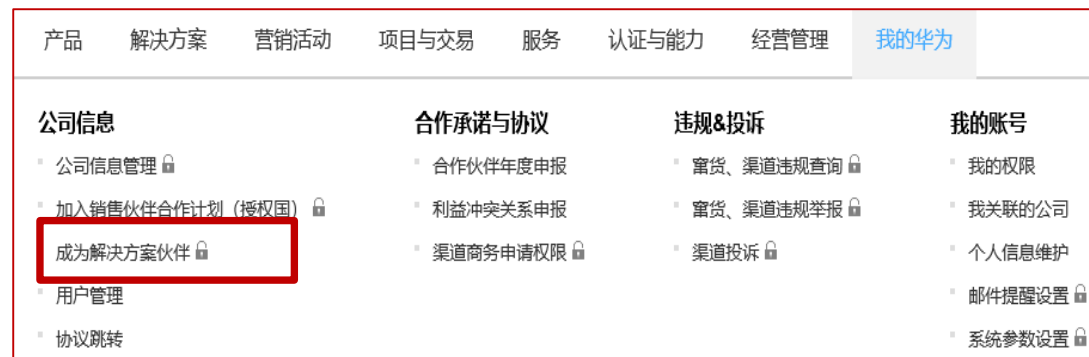 产品 解决方案 营销活动 项目与交易 服务 认证与能力 经营管理 我的华为
公司信息 合作承诺与协议 违规&投诉 我的账号
公司信息管理 合作伙伴年度申报 窜货、渠道违规查询 我的权限
加入销售伙伴合作计划（授权国） 利益冲突关系申报 窜货、渠道违规举报 我关联的公司
成为解决方案伙伴 渠道商务申请权限 渠道投诉 个人信息维护
用户管理 邮件提醒设置
协议跳转 系统参数设置